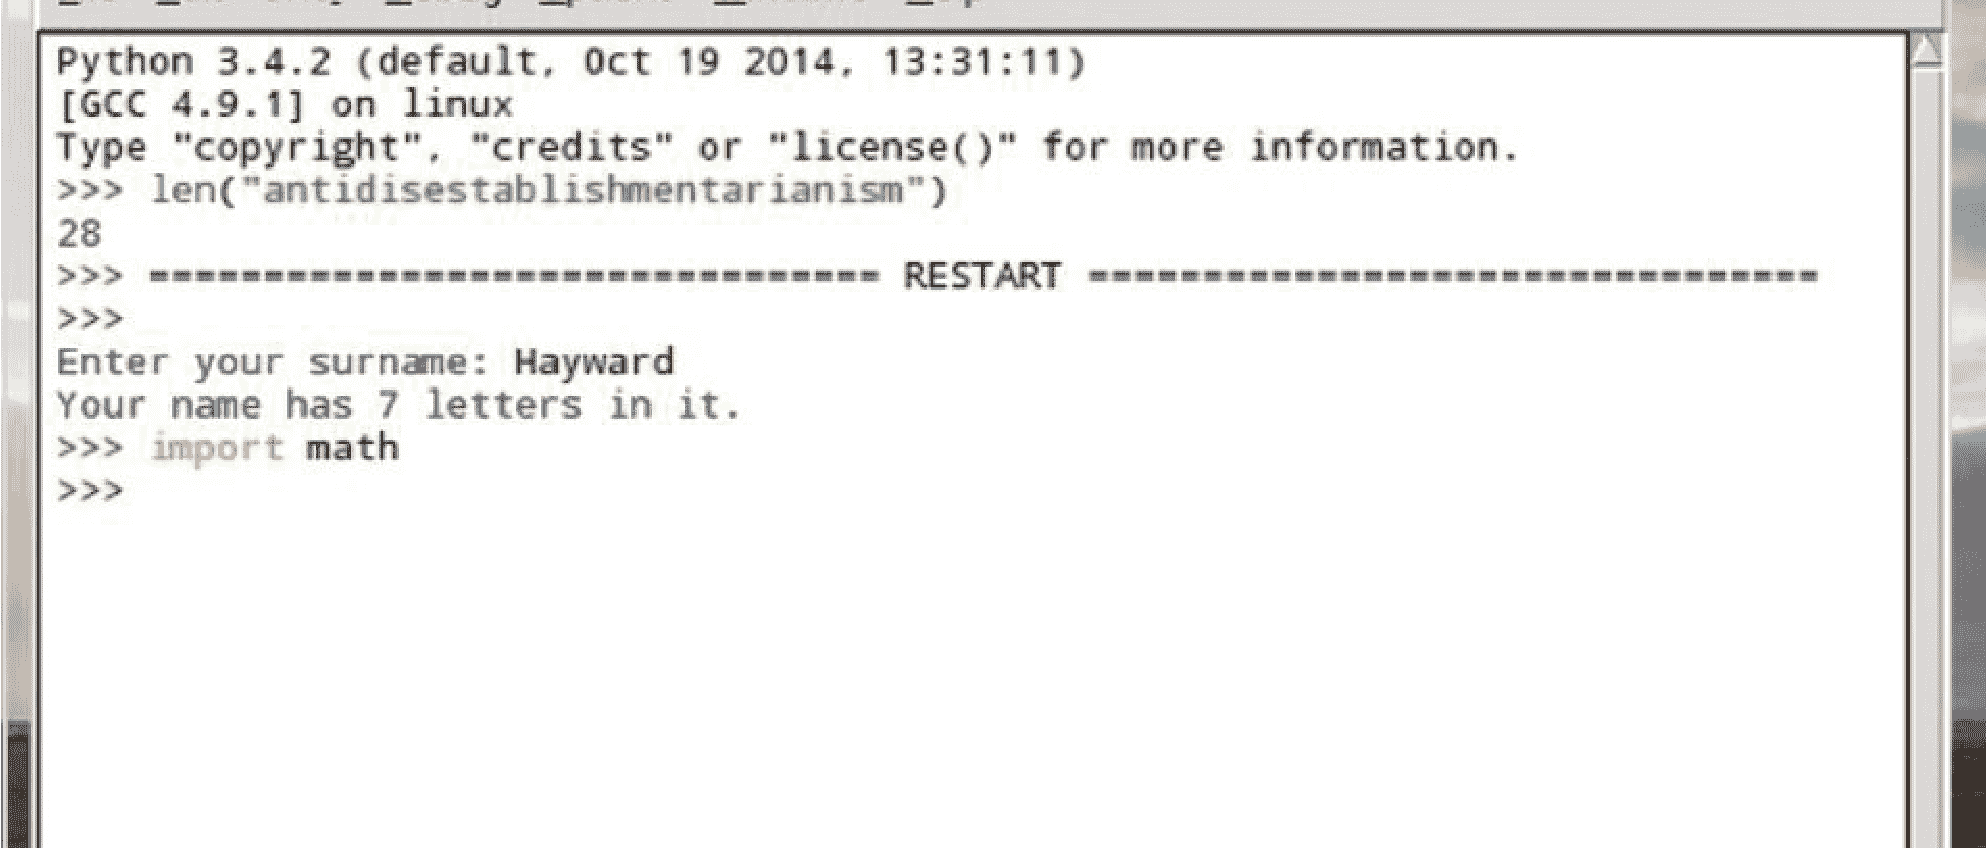 Python 3.4.2 (default, Oct 19 2014, 13:31:11)
[GCC 4.9.1] on linux
Type "copyright", "credits" or "license()" for more information.
>>> len("antidisestablishmentarianism")
28
>>> ================================ RESTART ================================
>>>
Enter your surname: Hayward
Your name has 7 letters in it.
>>> import math
>>>